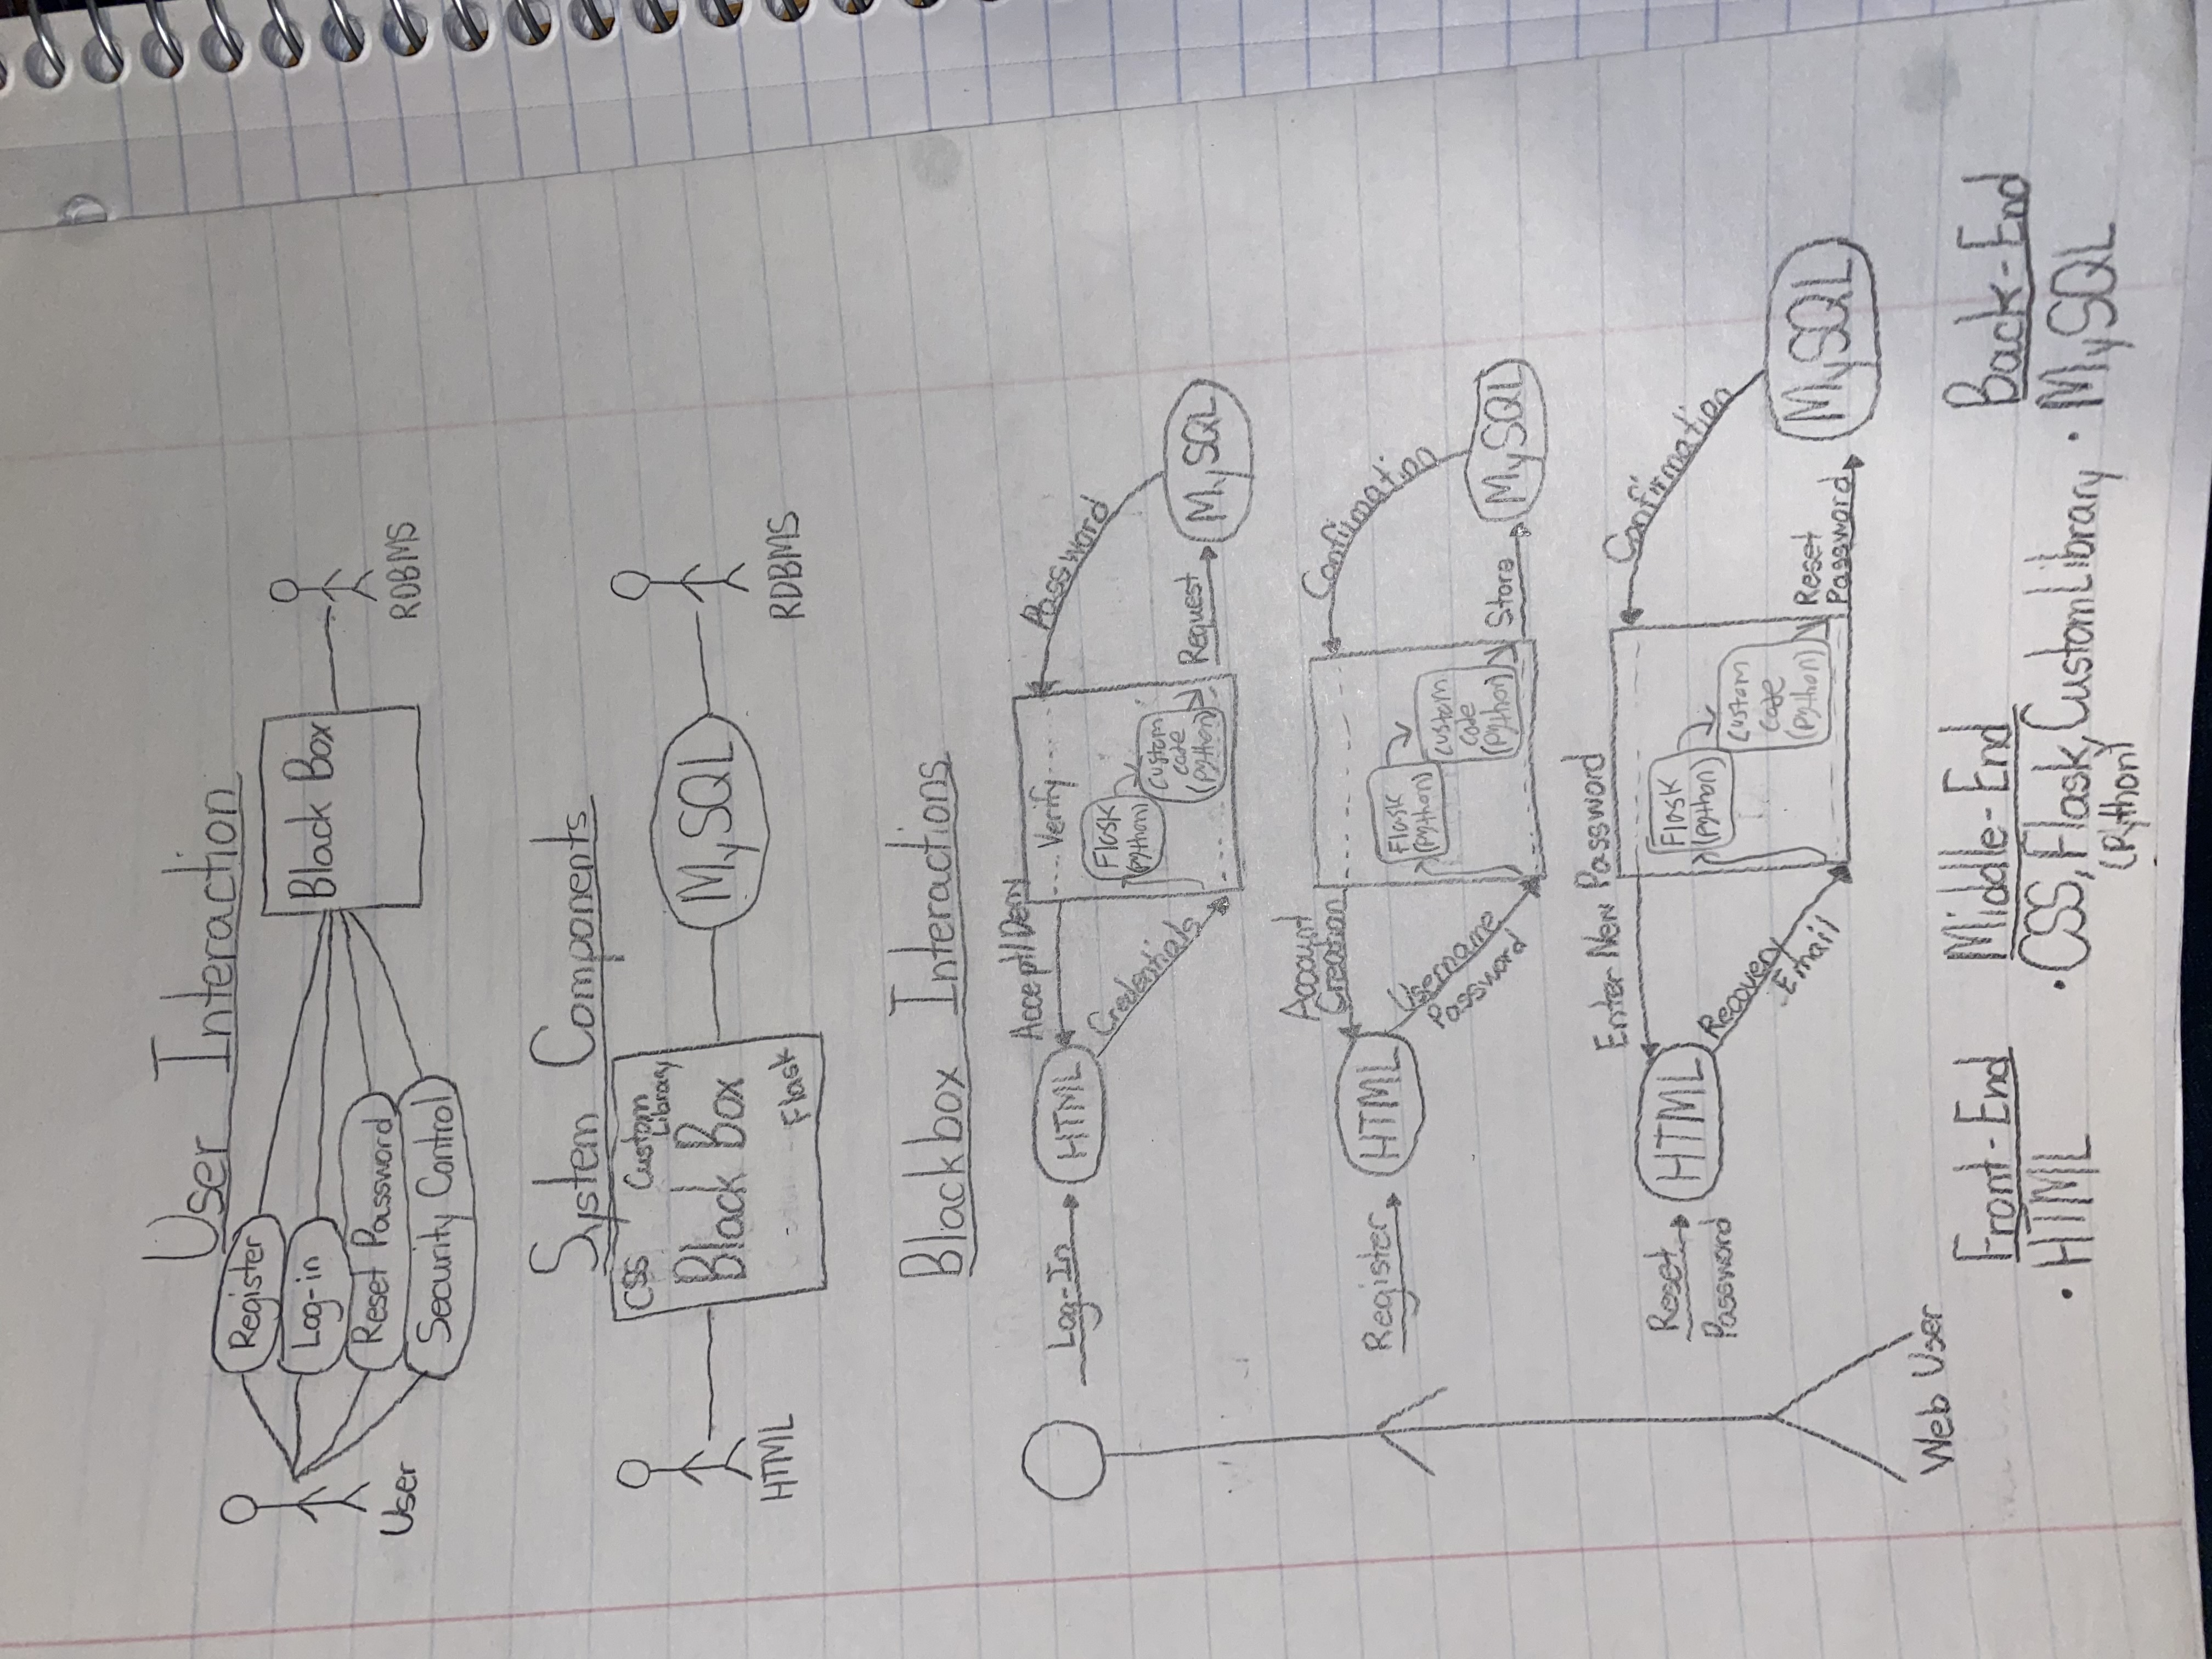 User Interaction
Register
Log-in
Reset Password
Security Control
User
Black Box
RDBMS
System Components
HTML
CSS
Custom
Library
Black Box
Flask
MySQL
RDBMS
Blackbox Interactions
Log-In
HTML
Accept/Deny
Credentials
Verify
Flask
(python)
Custom
code
(python)
Password
Request
MySQL
Register
HTML
Account
Creation
Username
Password
Flask
(python)
Custom
code
(python)
Confirmation
Store
MySQL
Reset
Password
HTML
Enter New Password
Recovery
Email
Flask
(python)
Custom
code
(python)
Confirmation
Reset
Password
MySQL
Web User
Front-End
• HTML
Middle-End
• CSS, Flask, Custom Library
(Python)
Back-End
• MySQL